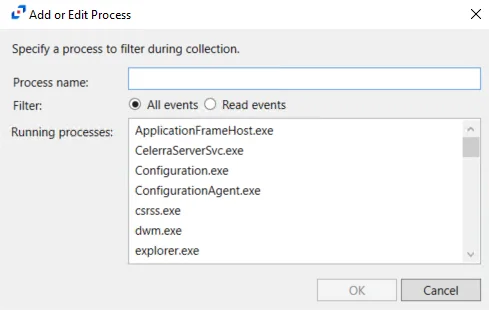 Add or Edit Process
Specify a process to filter during collection.
Process name:
Filter: All events Read events
Running processes:
ApplicationFrameHost.exe
CelerraServerSvc.exe
Configuration.exe
ConfigurationAgent.exe
csrss.exe
dwm.exe
explorer.exe
OK Cancel